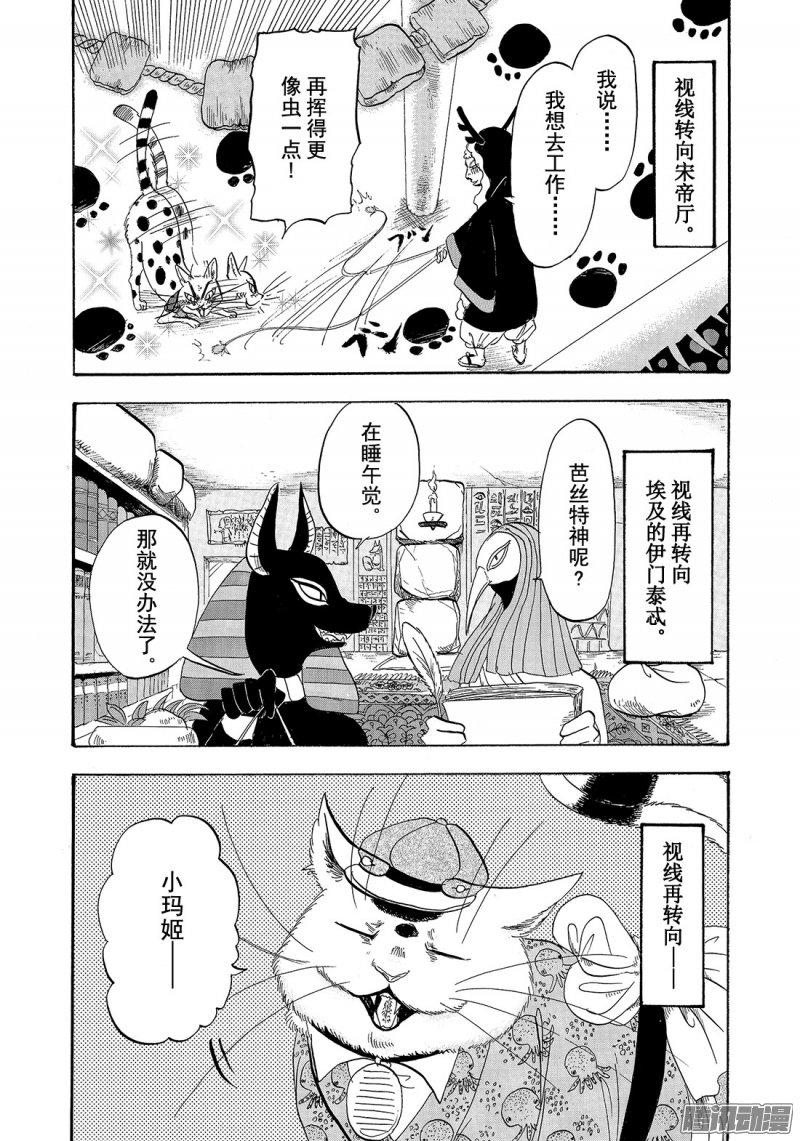 视线转向宋帝厅。
我说……
我想去工作……
再挥得更
像虫一点！
ブン
视线再转向
埃及的伊门泰忒。
芭丝特神呢？
在睡午觉。
那就没办法了。
视线再转向——
小玛姬——
腾讯动漫